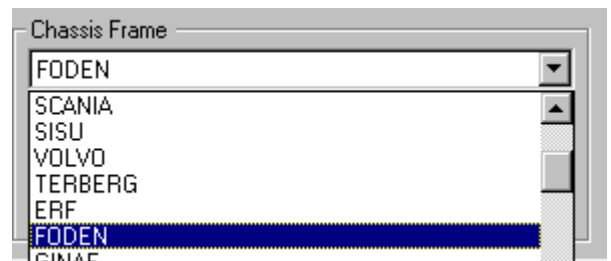 Chassis Frame
FODEN
SCANIA
SISU
VOLVO
TERBERG
ERF
FODEN